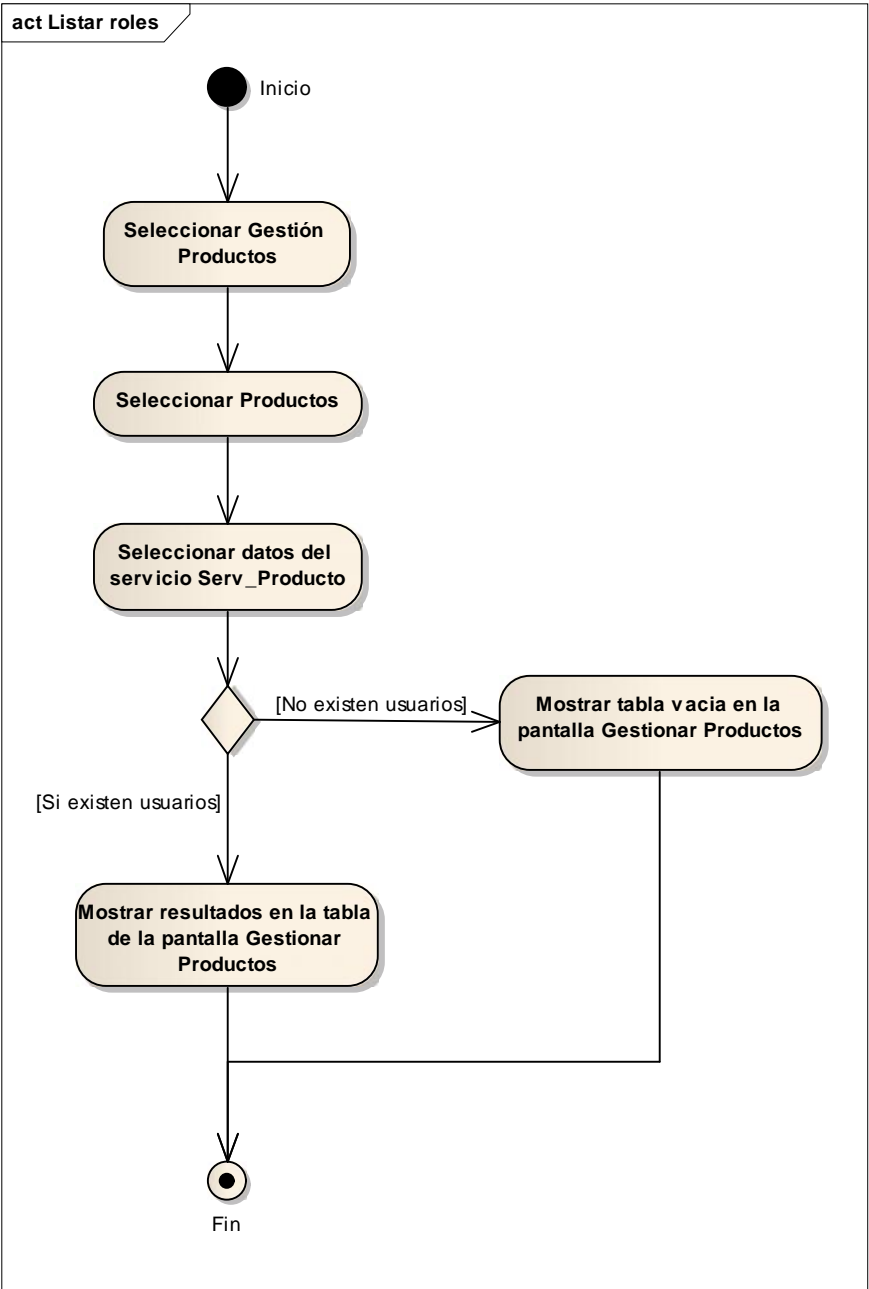 act Listar roles
Inicio
Seleccionar Gestión
Productos
Seleccionar Productos
Seleccionar datos del
servicio Serv_Producto
[No existen usuarios]
Mostrar tabla vacia en la
pantalla Gestionar Productos
[Si existen usuarios]
Mostrar resultados en la tabla
de la pantalla Gestionar
Productos
Fin